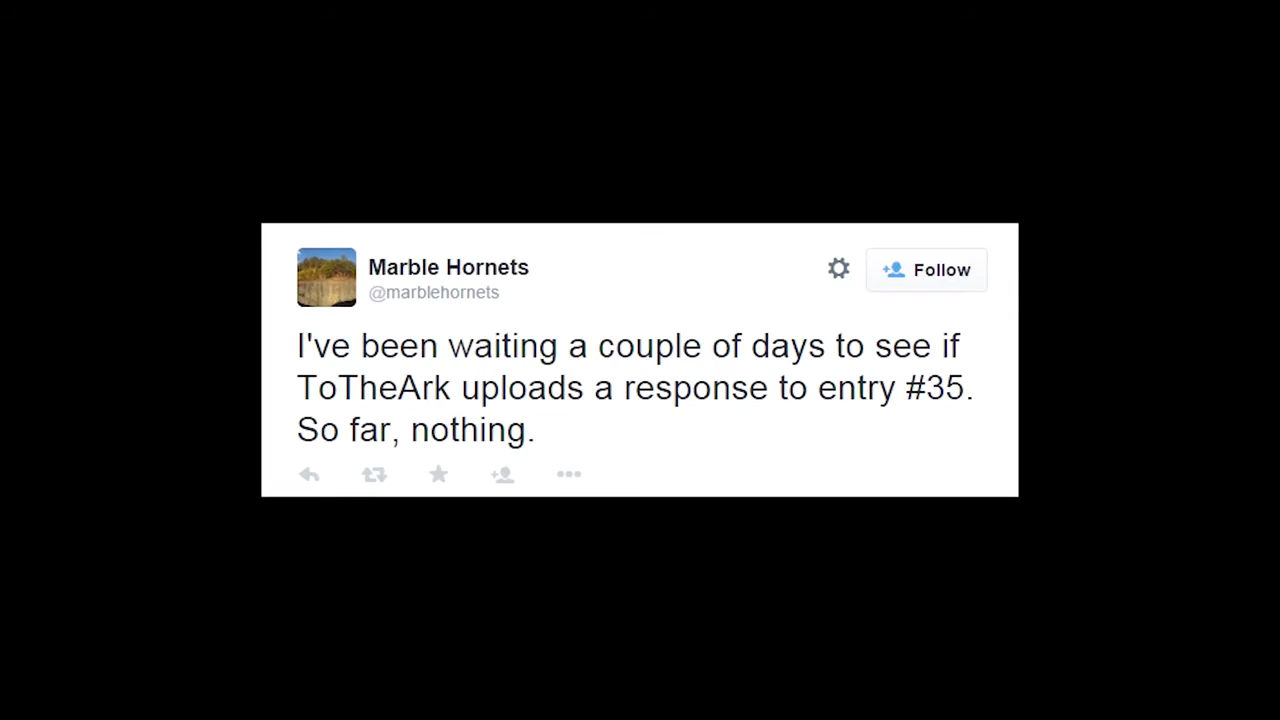 Marble Hornets
@marblehornets
Follow
I've been waiting a couple of days to see if
ToTheArk uploads a response to entry #35.
So far, nothing.